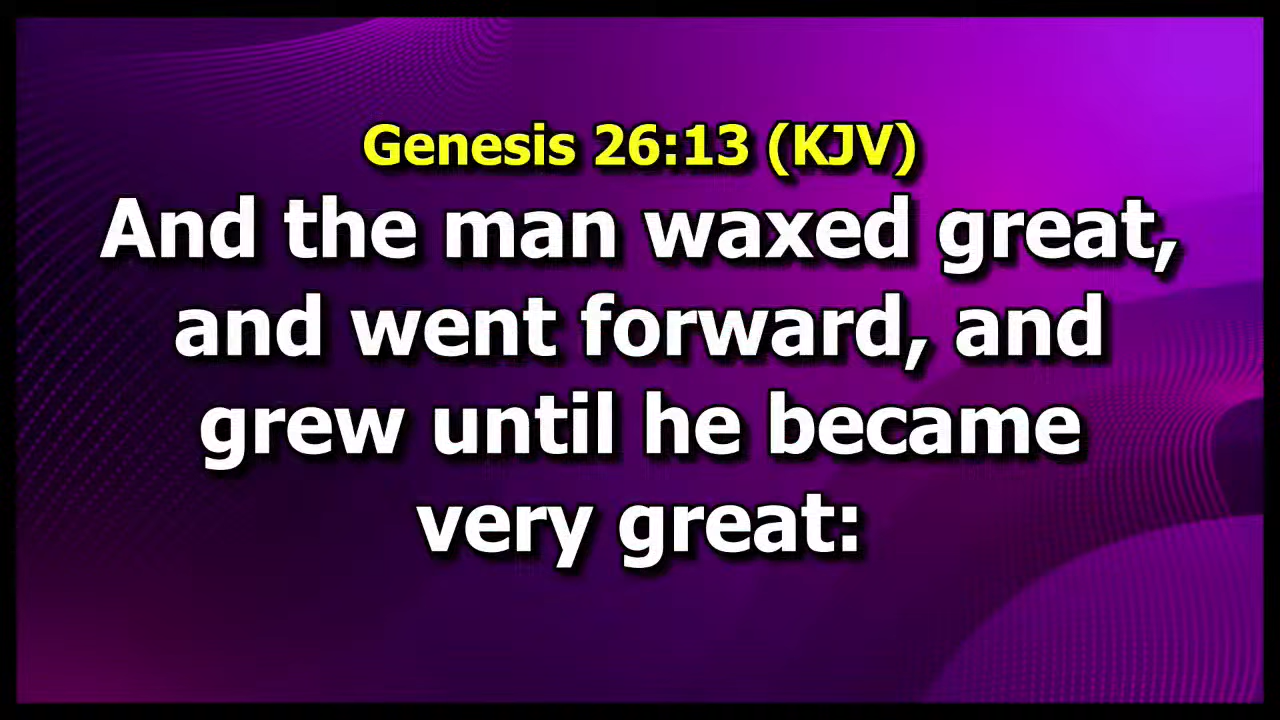 Genesis 26:13 (KJV)
And the man waxed great,
and went forward, and
grew until he became
very great: